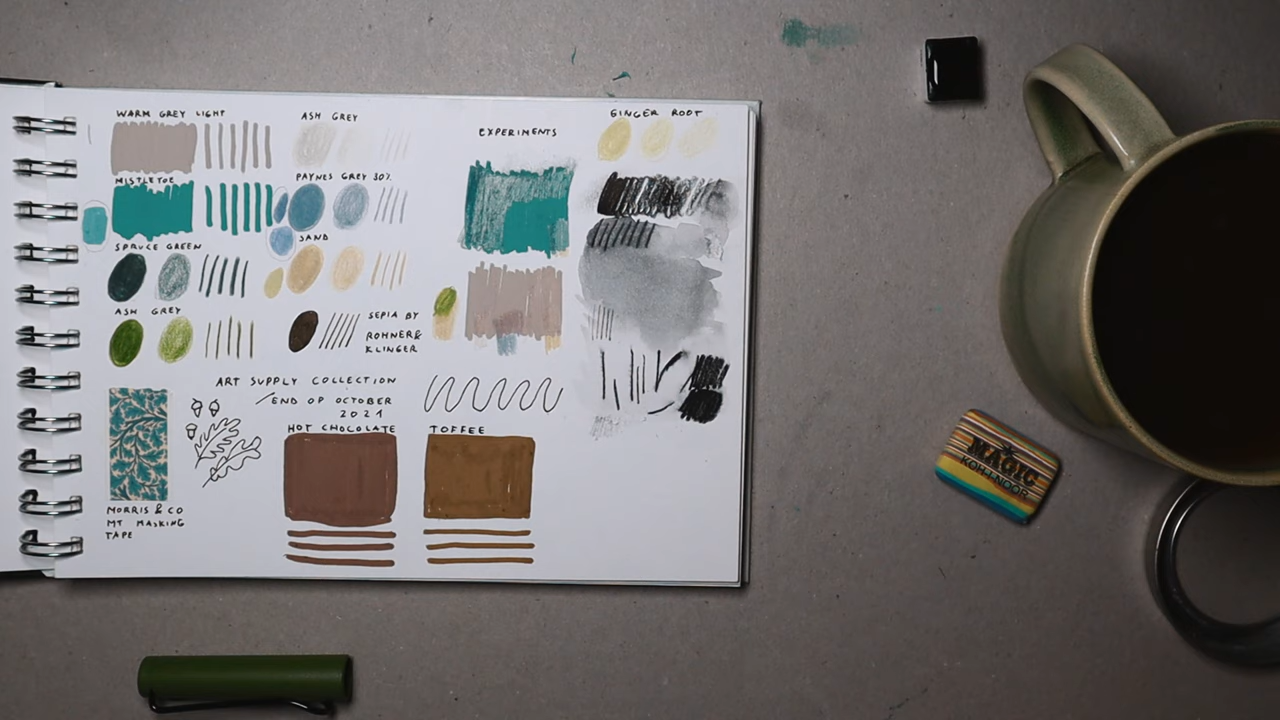 WARM GREY LIGHT
ASH GREY
EXPERIMENTS
GINGER ROOT
MISTLETOE
PAYNES GREY 30%
SPRUCE GREEN
SAND
ASH GREY
SEPIA BY
ROHNER &
KLINGER
ART SUPPLY COLLECTION
/END OF OCTOBER
2021
HOT CHOCOLATE
TOFFEE
MORRIS & CO
MT MASKING
TAPE
MAGIC
KOH-I-NOOR